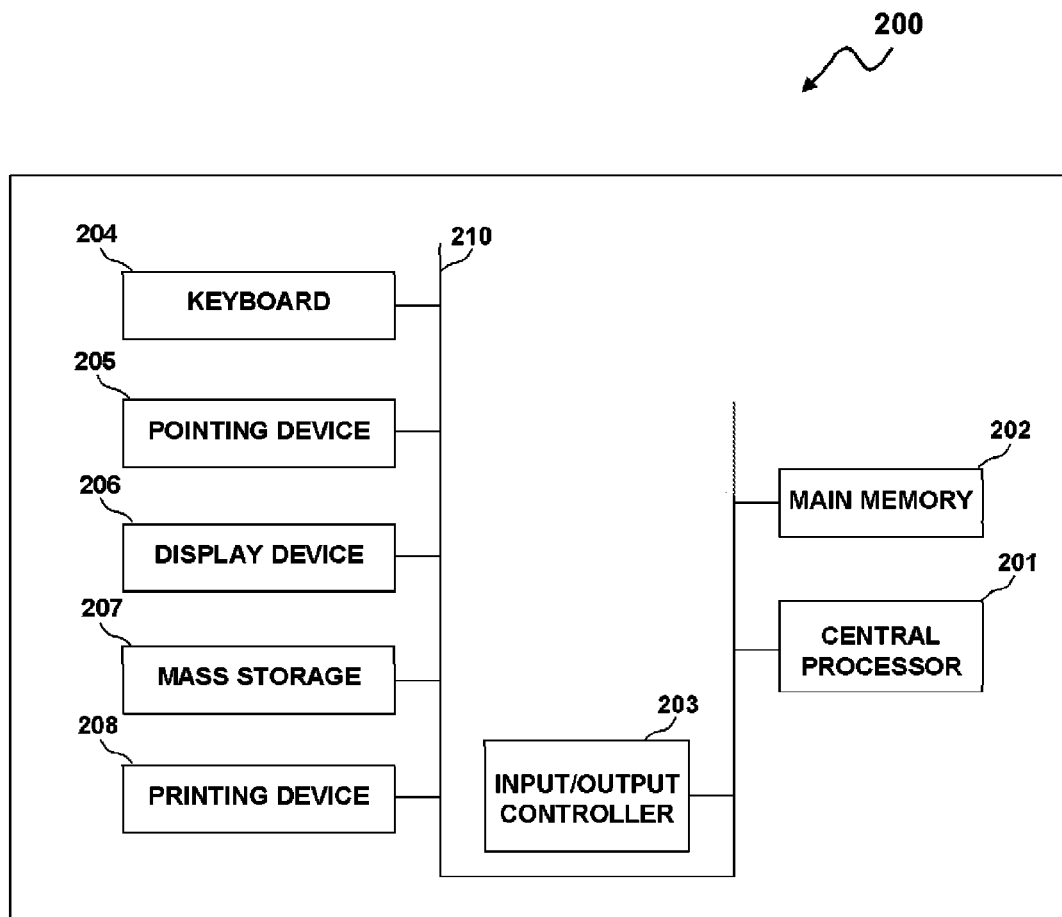 200
204
210
KEYBOARD
205
POINTING DEVICE
202
MAIN MEMORY
206
DISPLAY DEVICE
201
CENTRAL
PROCESSOR
207
MASS STORAGE
203
INPUT/OUTPUT
CONTROLLER
208
PRINTING DEVICE